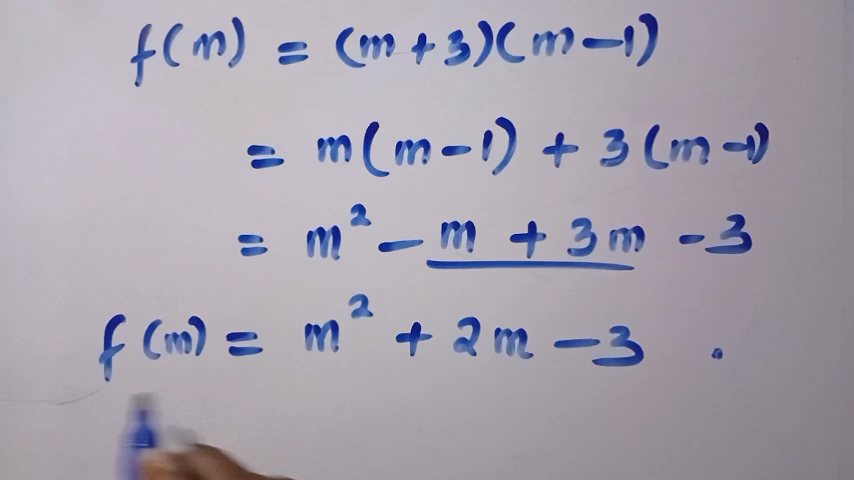 f(n) = (m+3)(m-1)
= m(m-1) + 3(m-1)
= m² - m + 3m - 3
f(m) = m² + 2m - 3 .